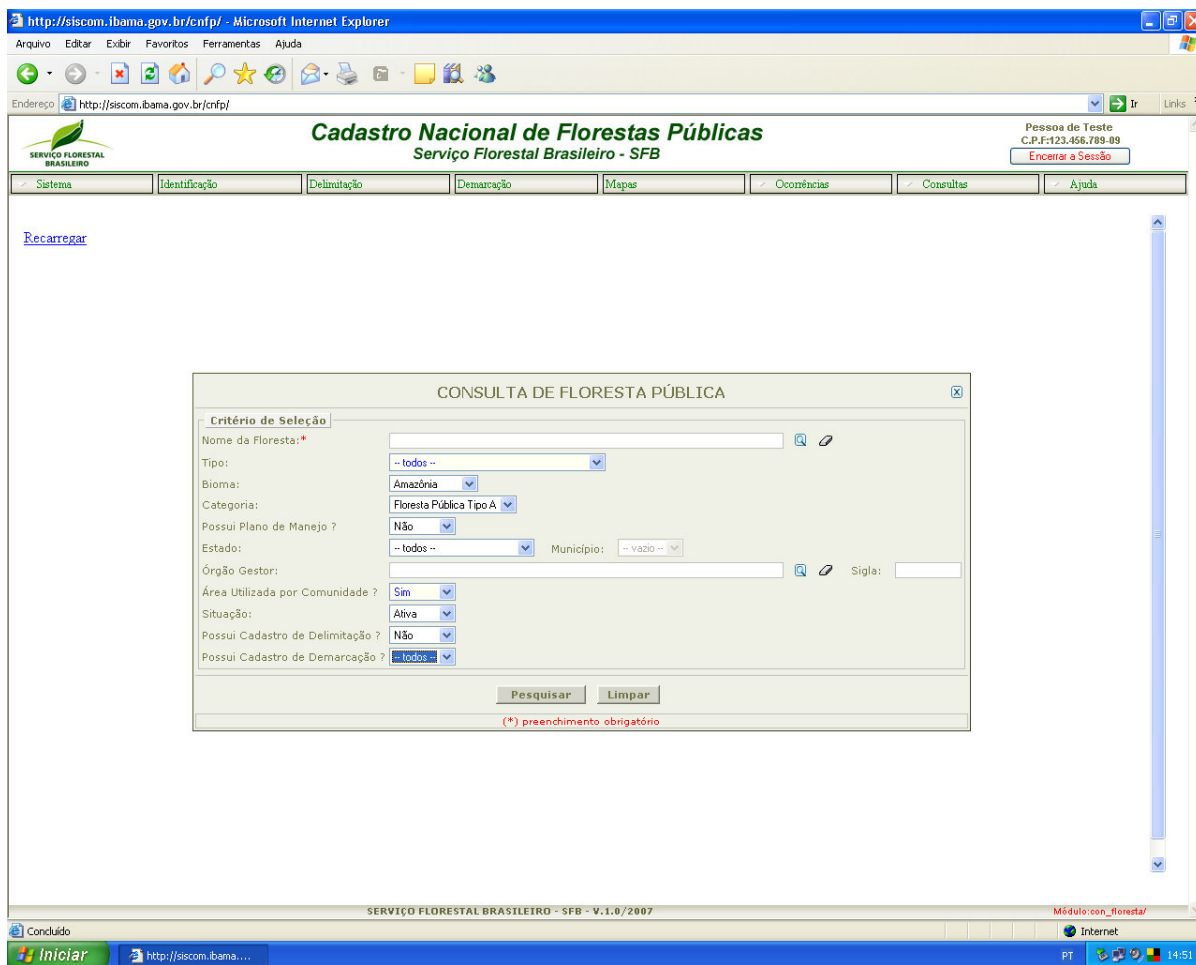 http://siscom.ibama.gov.br/cnfp/ - Microsoft Internet Explorer
Arquivo Editar Exibir Favoritos Ferramentas Ajuda
Endereço http://siscom.ibama.gov.br/cnfp/ Ir Links
SERVIÇO FLORESTAL BRASILEIRO
Cadastro Nacional de Florestas Públicas
Serviço Florestal Brasileiro - SFB
Pessoa de Teste
C.P.F:123.456.789-09
Encerrar a Sessão
Sistema Identificação Delimitação Demarcação Mapas Ocorrências Consultas Ajuda
Recarregar
CONSULTA DE FLORESTA PÚBLICA
Critério de Seleção
Nome da Floresta:*
Tipo: -- todos --
Bioma: Amazônia
Categoria: Floresta Pública Tipo A
Possui Plano de Manejo ? Não
Estado: -- todos -- Município: -- vazio --
Órgão Gestor: Sigla:
Área Utilizada por Comunidade ? Sim
Situação: Ativa
Possui Cadastro de Delimitação ? Não
Possui Cadastro de Demarcação ? -- todos --
Pesquisar Limpar
(*) preenchimento obrigatório
SERVIÇO FLORESTAL BRASILEIRO - SFB - V.1.0/2007 Módulo:con_floresta/
Concluído Internet
Iniciar http://siscom.ibama.... PT 14:51